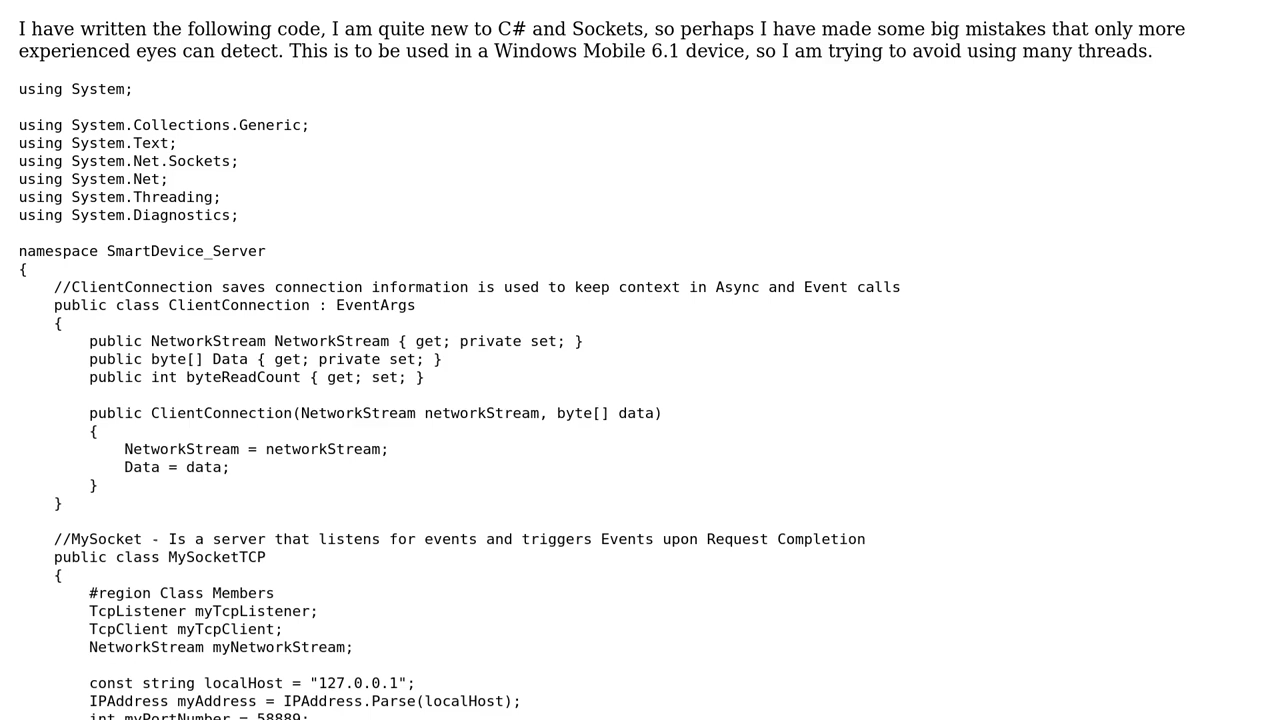 I have written the following code, I am quite new to C# and Sockets, so perhaps I have made some big mistakes that only more
experienced eyes can detect. This is to be used in a Windows Mobile 6.1 device, so I am trying to avoid using many threads.
using System;
using System.Collections.Generic;
using System.Text;
using System.Net.Sockets;
using System.Net;
using System.Threading;
using System.Diagnostics;
namespace SmartDevice_Server
{
    //ClientConnection saves connection information is used to keep context in Async and Event calls
    public class ClientConnection : EventArgs
    {
        public NetworkStream NetworkStream { get; private set; }
        public byte[] Data { get; private set; }
        public int byteReadCount { get; set; }
        public ClientConnection(NetworkStream networkStream, byte[] data)
        {
            NetworkStream = networkStream;
            Data = data;
        }
    }
    //MySocket - Is a server that listens for events and triggers Events upon Request Completion
    public class MySocketTCP
    {
        #region Class Members
        TcpListener myTcpListener;
        TcpClient myTcpClient;
        NetworkStream myNetworkStream;
        const string localHost = "127.0.0.1";
        IPAddress myAddress = IPAddress.Parse(localHost);
        int myPortNumber = 58889;